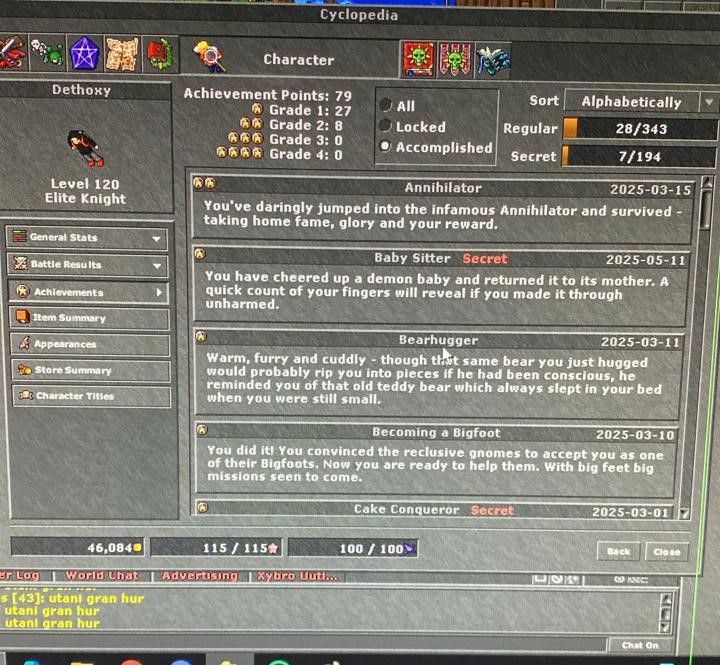 Cyclopedia
Character
Dethoxy
Level 120
Elite Knight
General Stats
Battle Results
Achievements
Item Summary
Appearances
Store Summary
Character Titles
Achievement Points: 79
Grade 1: 27
Grade 2: 8
Grade 3: 0
Grade 4: 0
All
Locked
Accomplished
Sort Alphabetically
Regular 28/343
Secret 7/194
Annihilator 2025-03-15
You've daringly jumped into the infamous Annihilator and survived -
taking home fame, glory and your reward.
Baby Sitter Secret 2025-05-11
You have cheered up a demon baby and returned it to its mother. A
quick count of your fingers will reveal if you made it through
unharmed.
Bearhugger 2025-03-11
Warm, furry and cuddly - though that same bear you just hugged
would probably rip you into pieces if he had been conscious, he
reminded you of that old teddy bear which always slept in your bed
when you were still small.
Becoming a Bigfoot 2025-03-10
You did it! You convinced the reclusive gnomes to accept you as one
of their Bigfoots. Now you are ready to help them. With big feet big
missions seen to come.
Cake Conqueror Secret 2025-03-01
46,084 115 / 115 100 / 100
Back Close
er Log World Chat Advertising Xybro Uuti...
s [43]: utani gran hur
utani gran hur
utani gran hur
Chat On